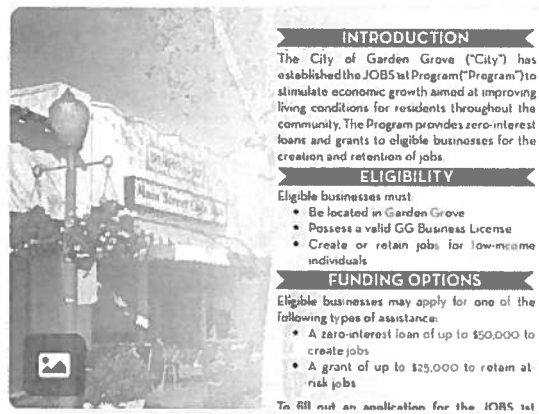 Main Street Cafe
INTRODUCTION
The City of Garden Grove ("City") has
established the JOBS 1st Program ("Program") to
stimulate economic growth aimed at improving
living conditions for residents throughout the
community. The Program provides zero-interest
loans and grants to eligible businesses for the
creation and retention of jobs.
ELIGIBILITY
Eligible businesses must
• Be located in Garden Grove
• Possess a valid GG Business License
• Create or retain jobs for low-income
individuals
FUNDING OPTIONS
Eligible businesses may apply for one of the
following types of assistance:
• A zero-interest loan of up to $50,000 to
create jobs
• A grant of up to $25,000 to retain at-
risk jobs
To fill out an application for the JOBS 1st